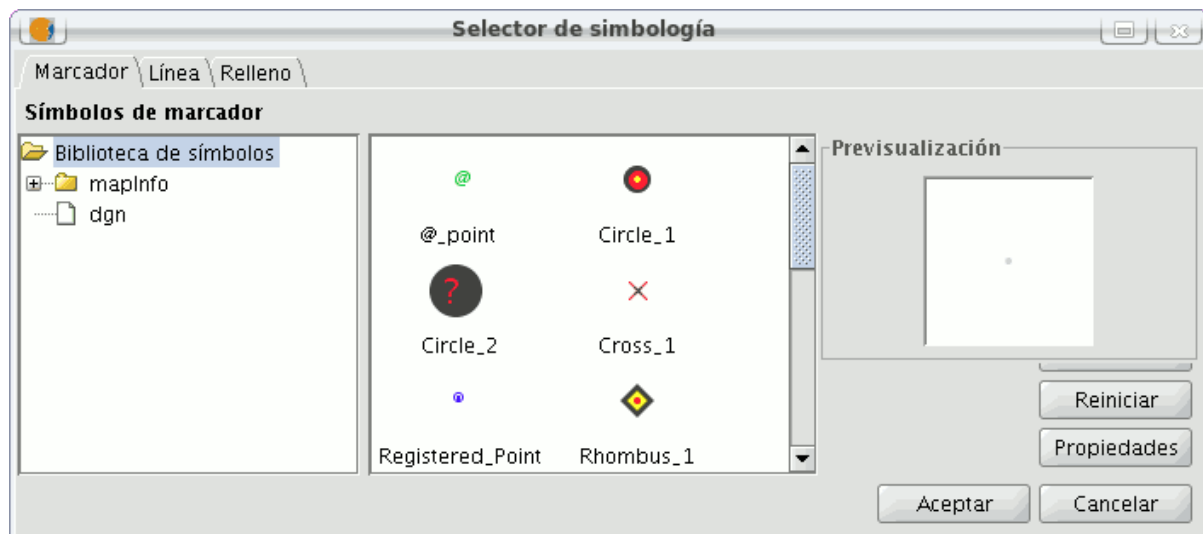 Selector de simbología
Marcador Línea Relleno
Símbolos de marcador
Biblioteca de símbolos
mapInfo
dgn
@
@_point Circle_1
?
Circle_2 Cross_1
Registered_Point Rhombus_1
Previsualización
Reiniciar
Propiedades
Aceptar Cancelar